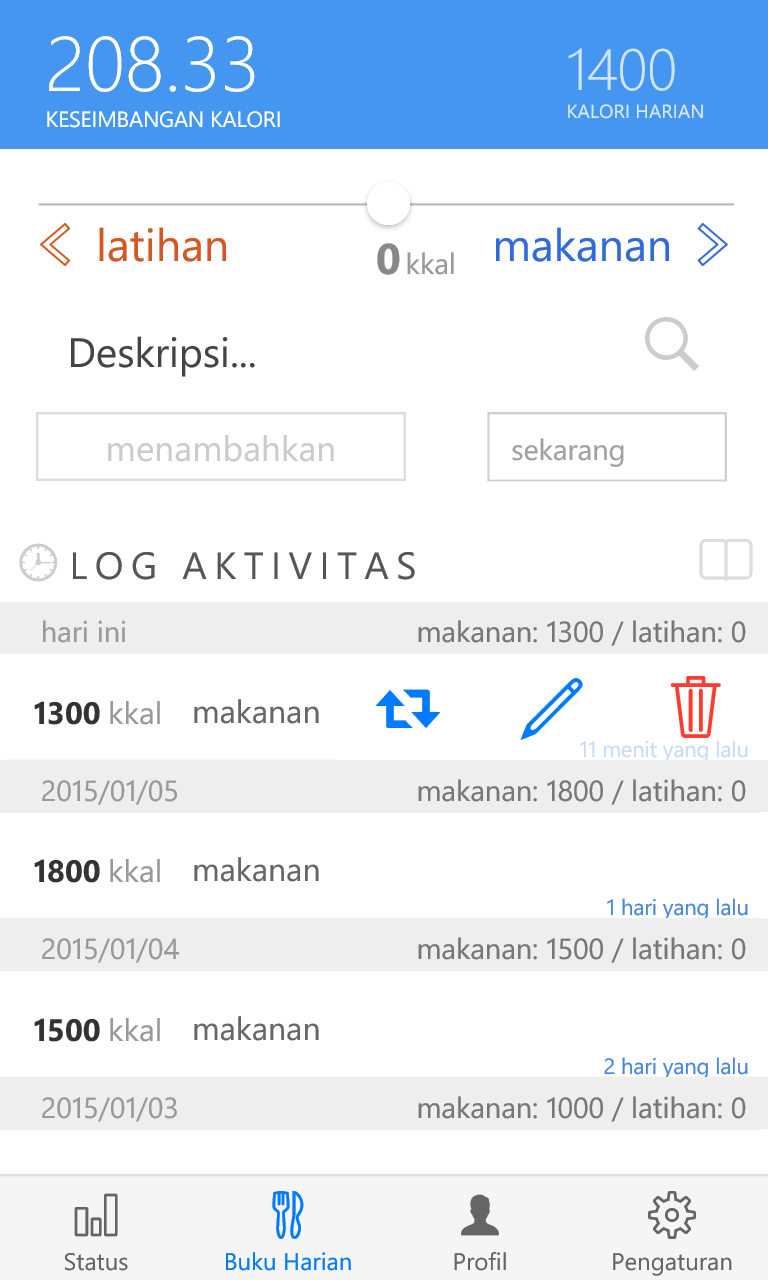 208.33
KESEIMBANGAN KALORI
1400
KALORI HARIAN
latihan
0 kkal
makanan
Deskripsi...
menambahkan
sekarang
LOG AKTIVITAS
hari ini
makanan: 1300 / latihan: 0
1300 kkal makanan
11 menit yang lalu
2015/01/05
makanan: 1800 / latihan: 0
1800 kkal makanan
1 hari yang lalu
2015/01/04
makanan: 1500 / latihan: 0
1500 kkal makanan
2 hari yang lalu
2015/01/03
makanan: 1000 / latihan: 0
Status
Buku Harian
Profil
Pengaturan